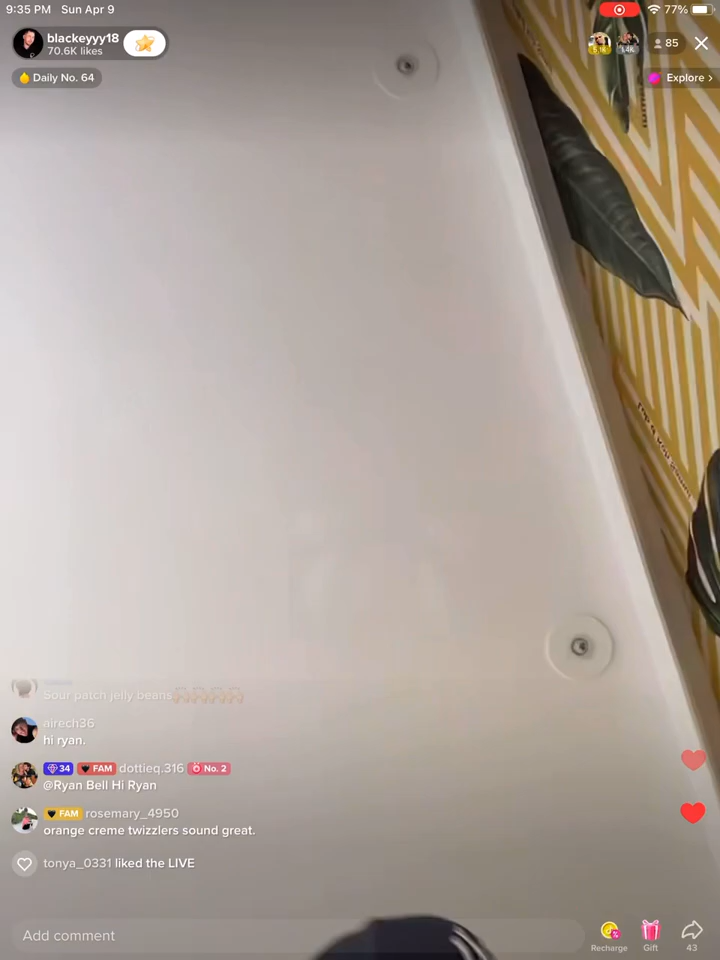 9:35 PM Sun Apr 9
77%
blackeyyy18
70.6K likes
85
Daily No. 64
Explore >
Sour patch jelly beans
airech36
hi ryan.
34 FAM dottieq.316 No. 2
@Ryan Bell Hi Ryan
FAM rosemary_4950
orange creme twizzlers sound great.
tonya_0331 liked the LIVE
Add comment
Recharge
Gift
43